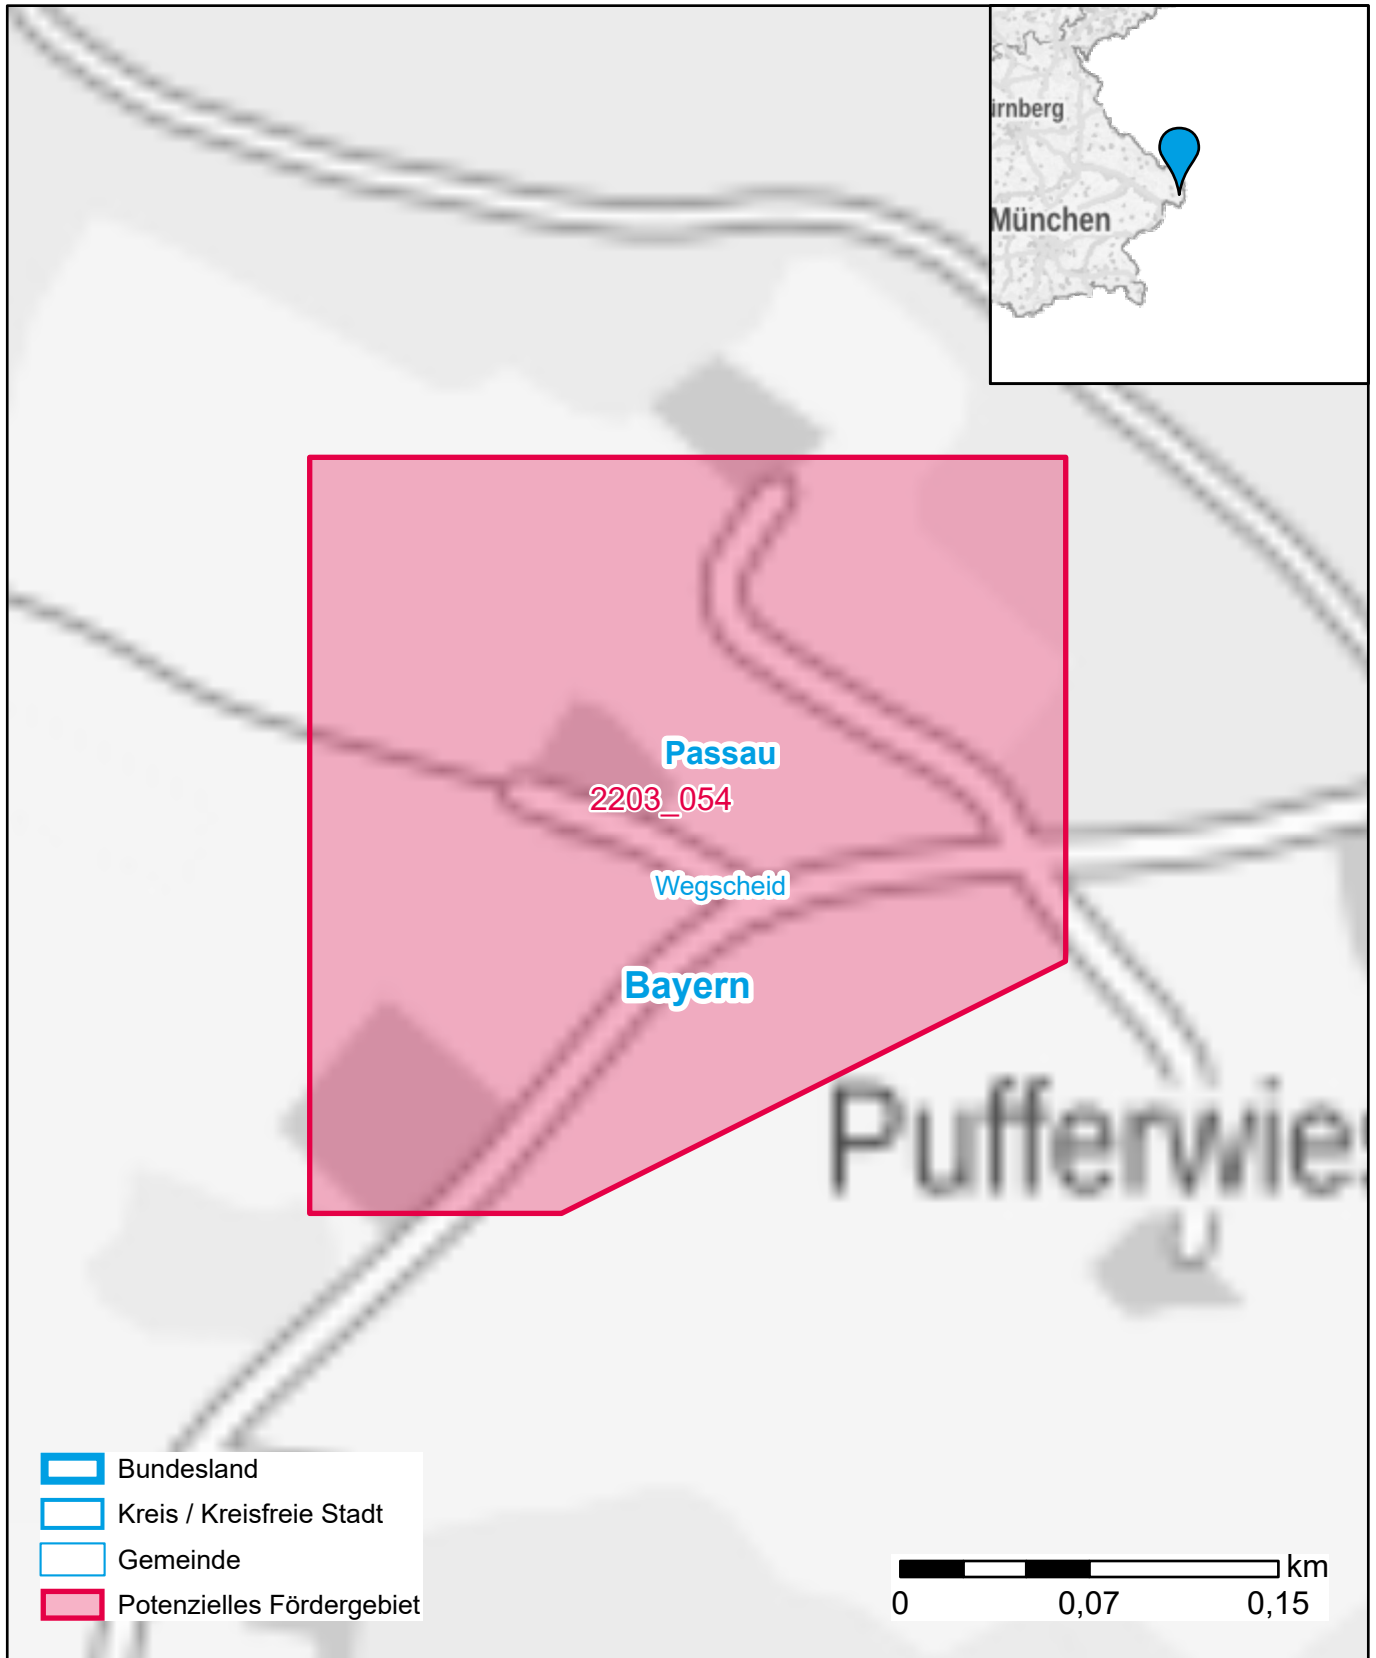 irnberg
München
Passau
2203_054
Wegscheid
Bayern
Pufferwies
Bundesland
Kreis / Kreisfreie Stadt
Gemeinde
Potenzielles Fördergebiet
km
0 0,07 0,15